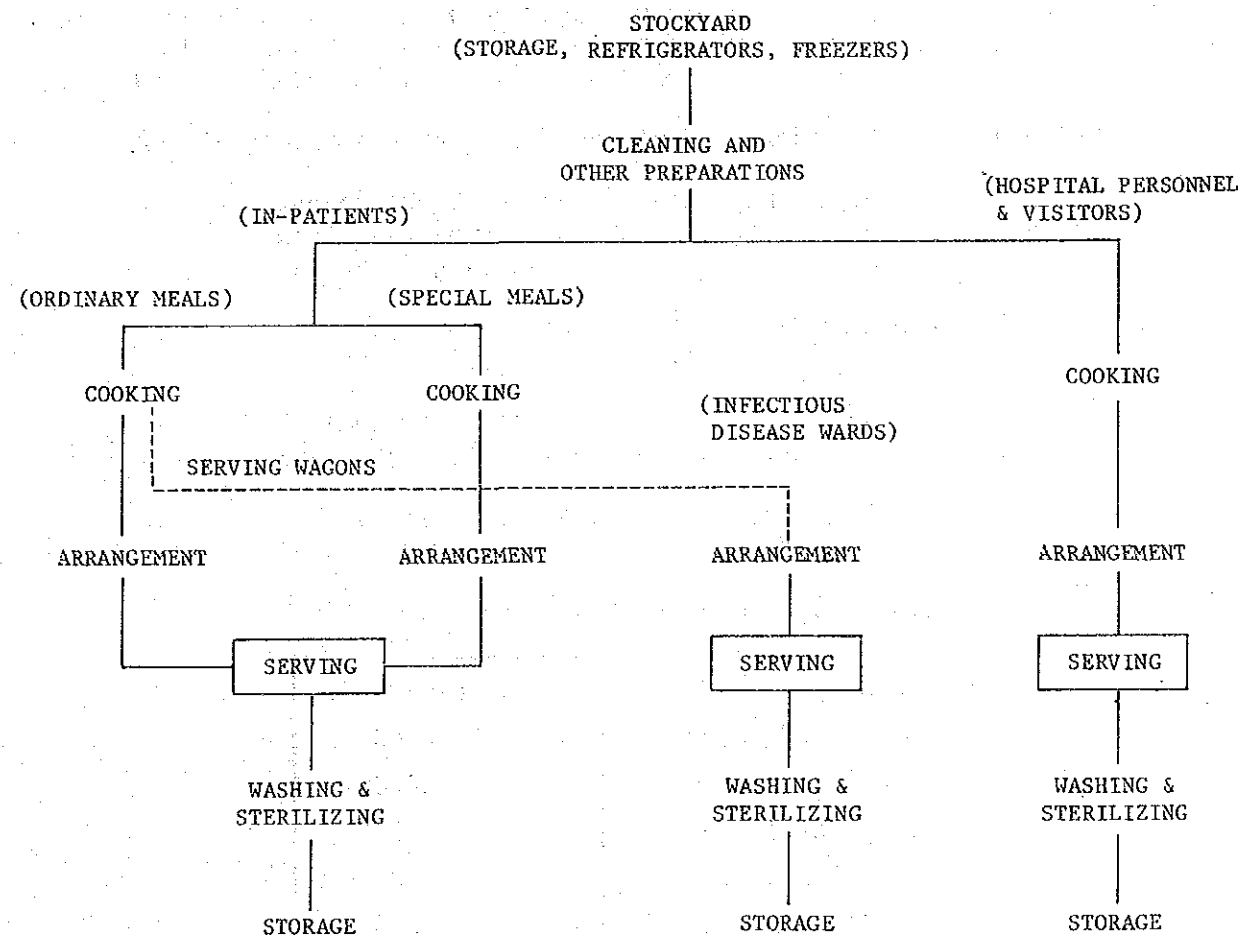 STOCKYARD
(STORAGE, REFRIGERATORS, FREEZERS)
CLEANING AND
OTHER PREPARATIONS
(HOSPITAL PERSONNEL
& VISITORS)
(IN-PATIENTS)
(ORDINARY MEALS)
(SPECIAL MEALS)
COOKING
COOKING
COOKING
(INFECTIOUS
DISEASE WARDS)
SERVING WAGONS
ARRANGEMENT
ARRANGEMENT
ARRANGEMENT
ARRANGEMENT
SERVING
SERVING
SERVING
WASHING &
STERILIZING
WASHING &
STERILIZING
WASHING &
STERILIZING
STORAGE
STORAGE
STORAGE